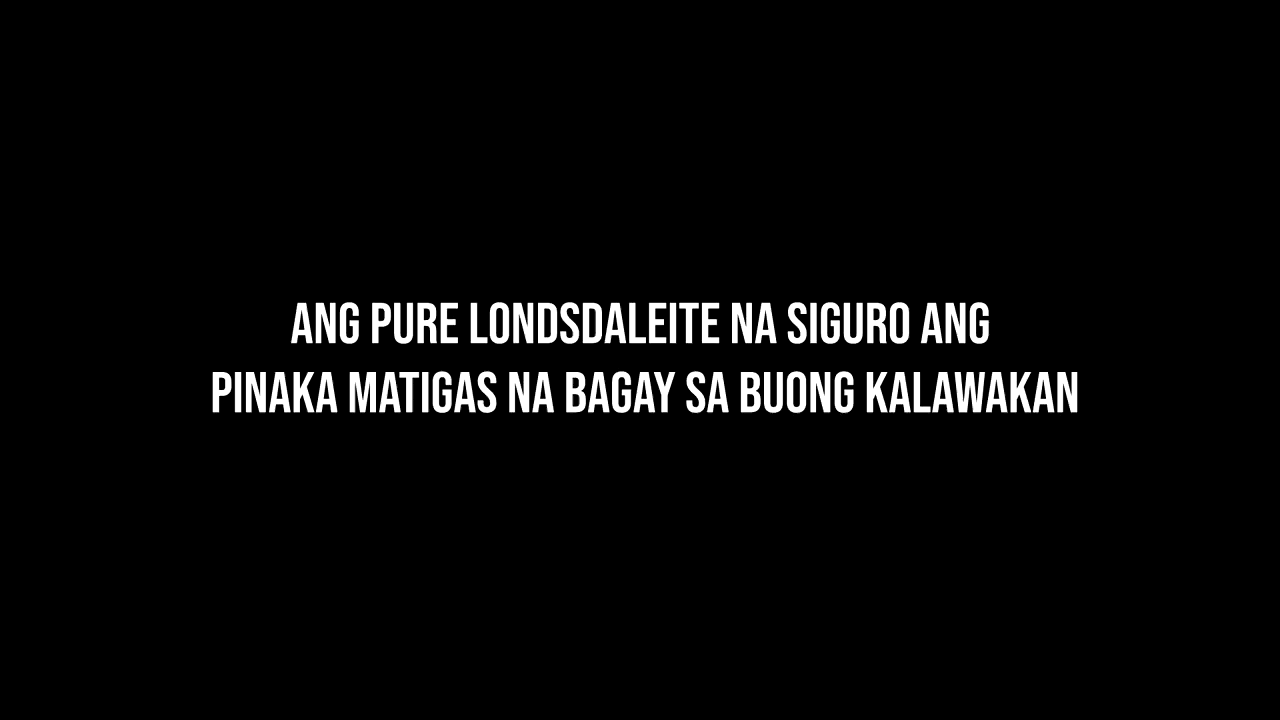 ANG PURE LONDSDALEITE NA SIGURO ANG
PINAKA MATIGAS NA BAGAY SA BUONG KALAWAKAN